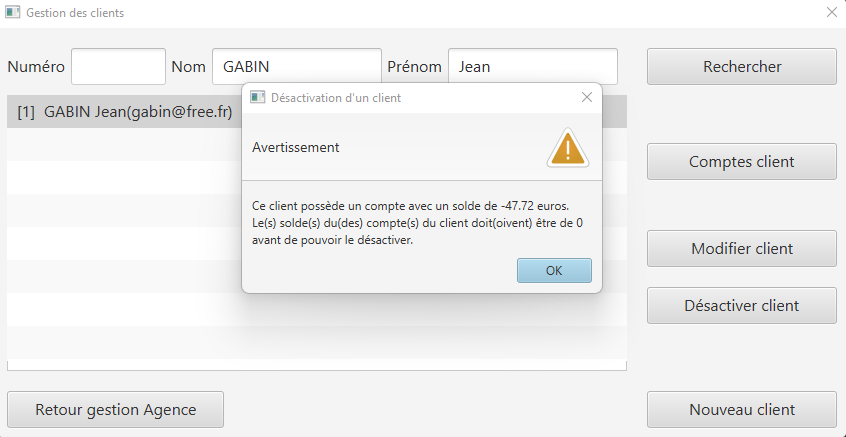 Gestion des clients
Numéro Nom GABIN Prénom Jean Rechercher
[1] GABIN Jean(gabin@free.fr)
Désactivation d'un client
Avertissement
Ce client possède un compte avec un solde de -47.72 euros.
Le(s) solde(s) du(des) compte(s) du client doit(oivent) être de 0
avant de pouvoir le désactiver.
OK
Comptes client
Modifier client
Désactiver client
Retour gestion Agence
Nouveau client